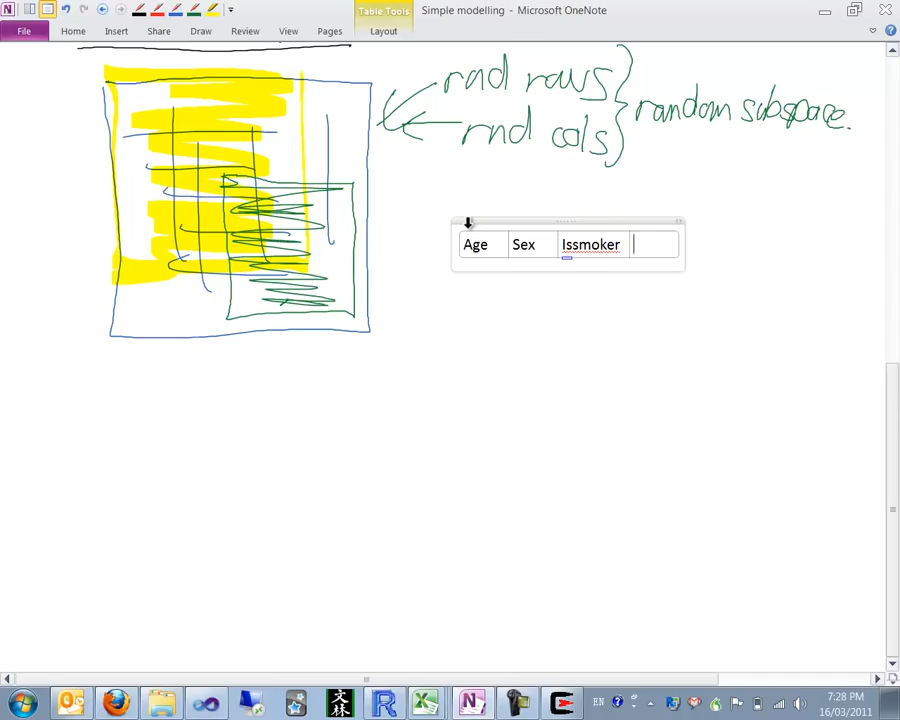 Table Tools
Simple modelling - Microsoft OneNote
File Home Insert Share Draw Review View Pages Layout
rnd rows
rnd cols
random subspace.
Age Sex Issmoker
EN
7:28 PM
16/03/2011